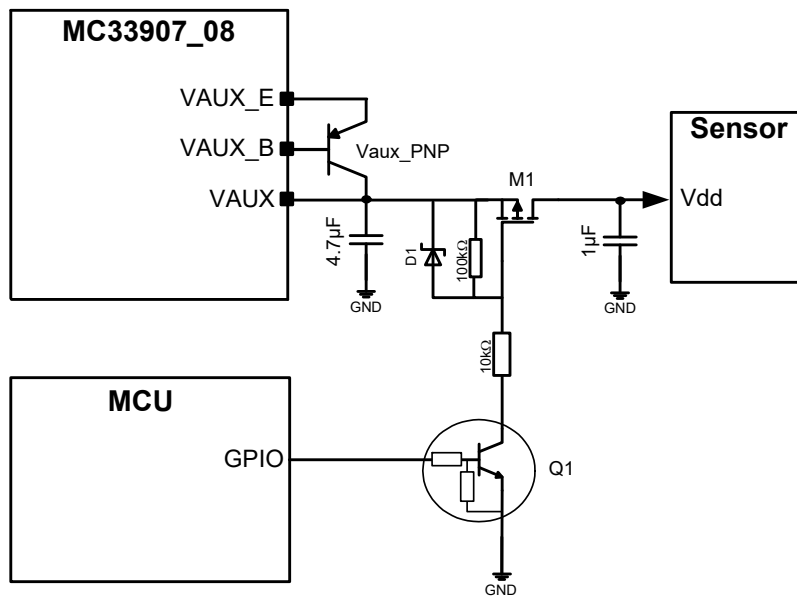 MC33907_08
VAUX_E
VAUX_B
VAUX
Vaux_PNP
4.7µF
GND
D1
100kΩ
M1
1µF
GND
Sensor
Vdd
10kΩ
MCU
GPIO
Q1
GND